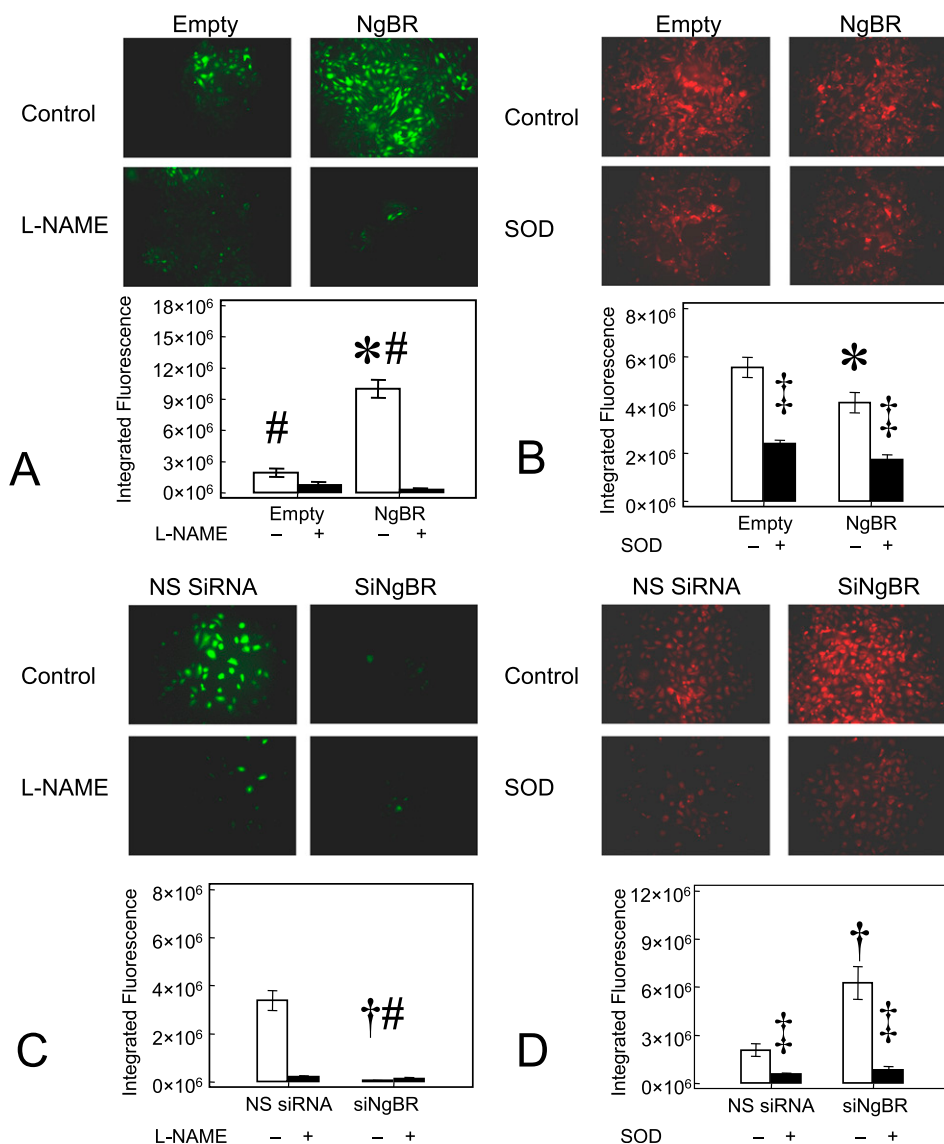 Empty NgBR
Control
L-NAME
Integrated Fluorescence
18×10⁶
15×10⁶
12×10⁶
9×10⁶
6×10⁶
3×10⁶
0×10⁶
#
*#
Empty NgBR
L-NAME – + – +
A
Empty NgBR
Control
SOD
Integrated Fluorescence
8×10⁶
6×10⁶
4×10⁶
2×10⁶
0×10⁶
‡
*
‡
Empty NgBR
SOD – + – +
B
NS SiRNA SiNgBR
Control
L-NAME
Integrated Fluorescence
8×10⁶
6×10⁶
4×10⁶
2×10⁶
0×10⁶
†#
NS siRNA siNgBR
L-NAME – + – +
C
NS SiRNA SiNgBR
Control
SOD
Integrated Fluorescence
12×10⁶
9×10⁶
6×10⁶
3×10⁶
0×10⁶
‡
†
‡
NS siRNA siNgBR
SOD – + – +
D